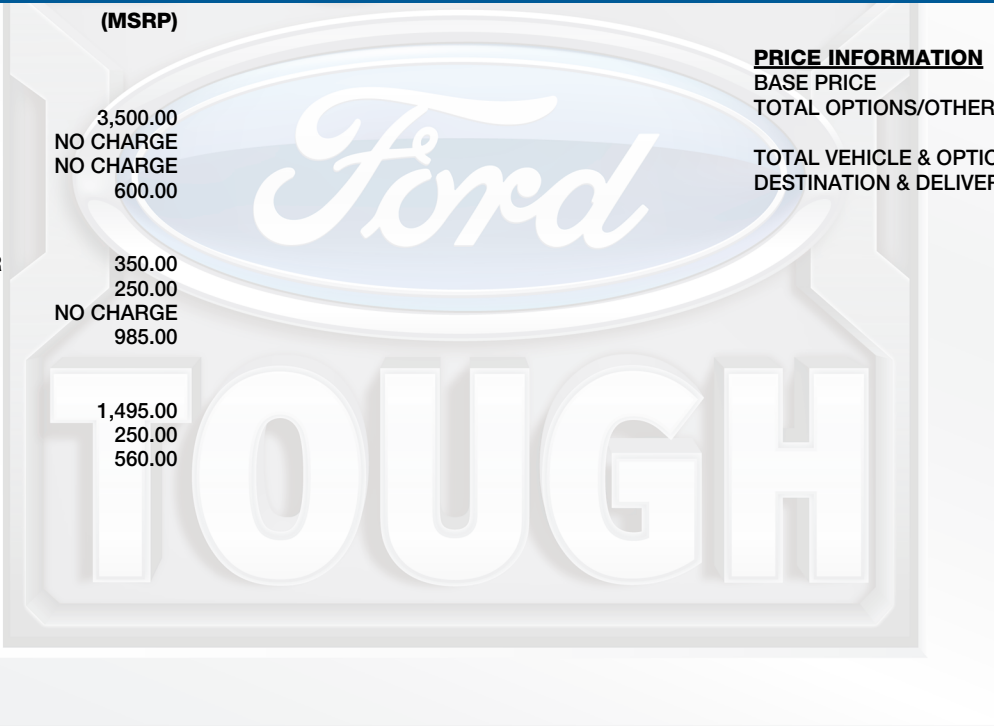 (MSRP)
3,500.00
NO CHARGE
NO CHARGE
600.00
350.00
250.00
NO CHARGE
985.00
1,495.00
250.00
560.00
PRICE INFORMATION
BASE PRICE
TOTAL OPTIONS/OTHER
TOTAL VEHICLE & OPTIO
DESTINATION & DELIVER
Ford
TOUGH